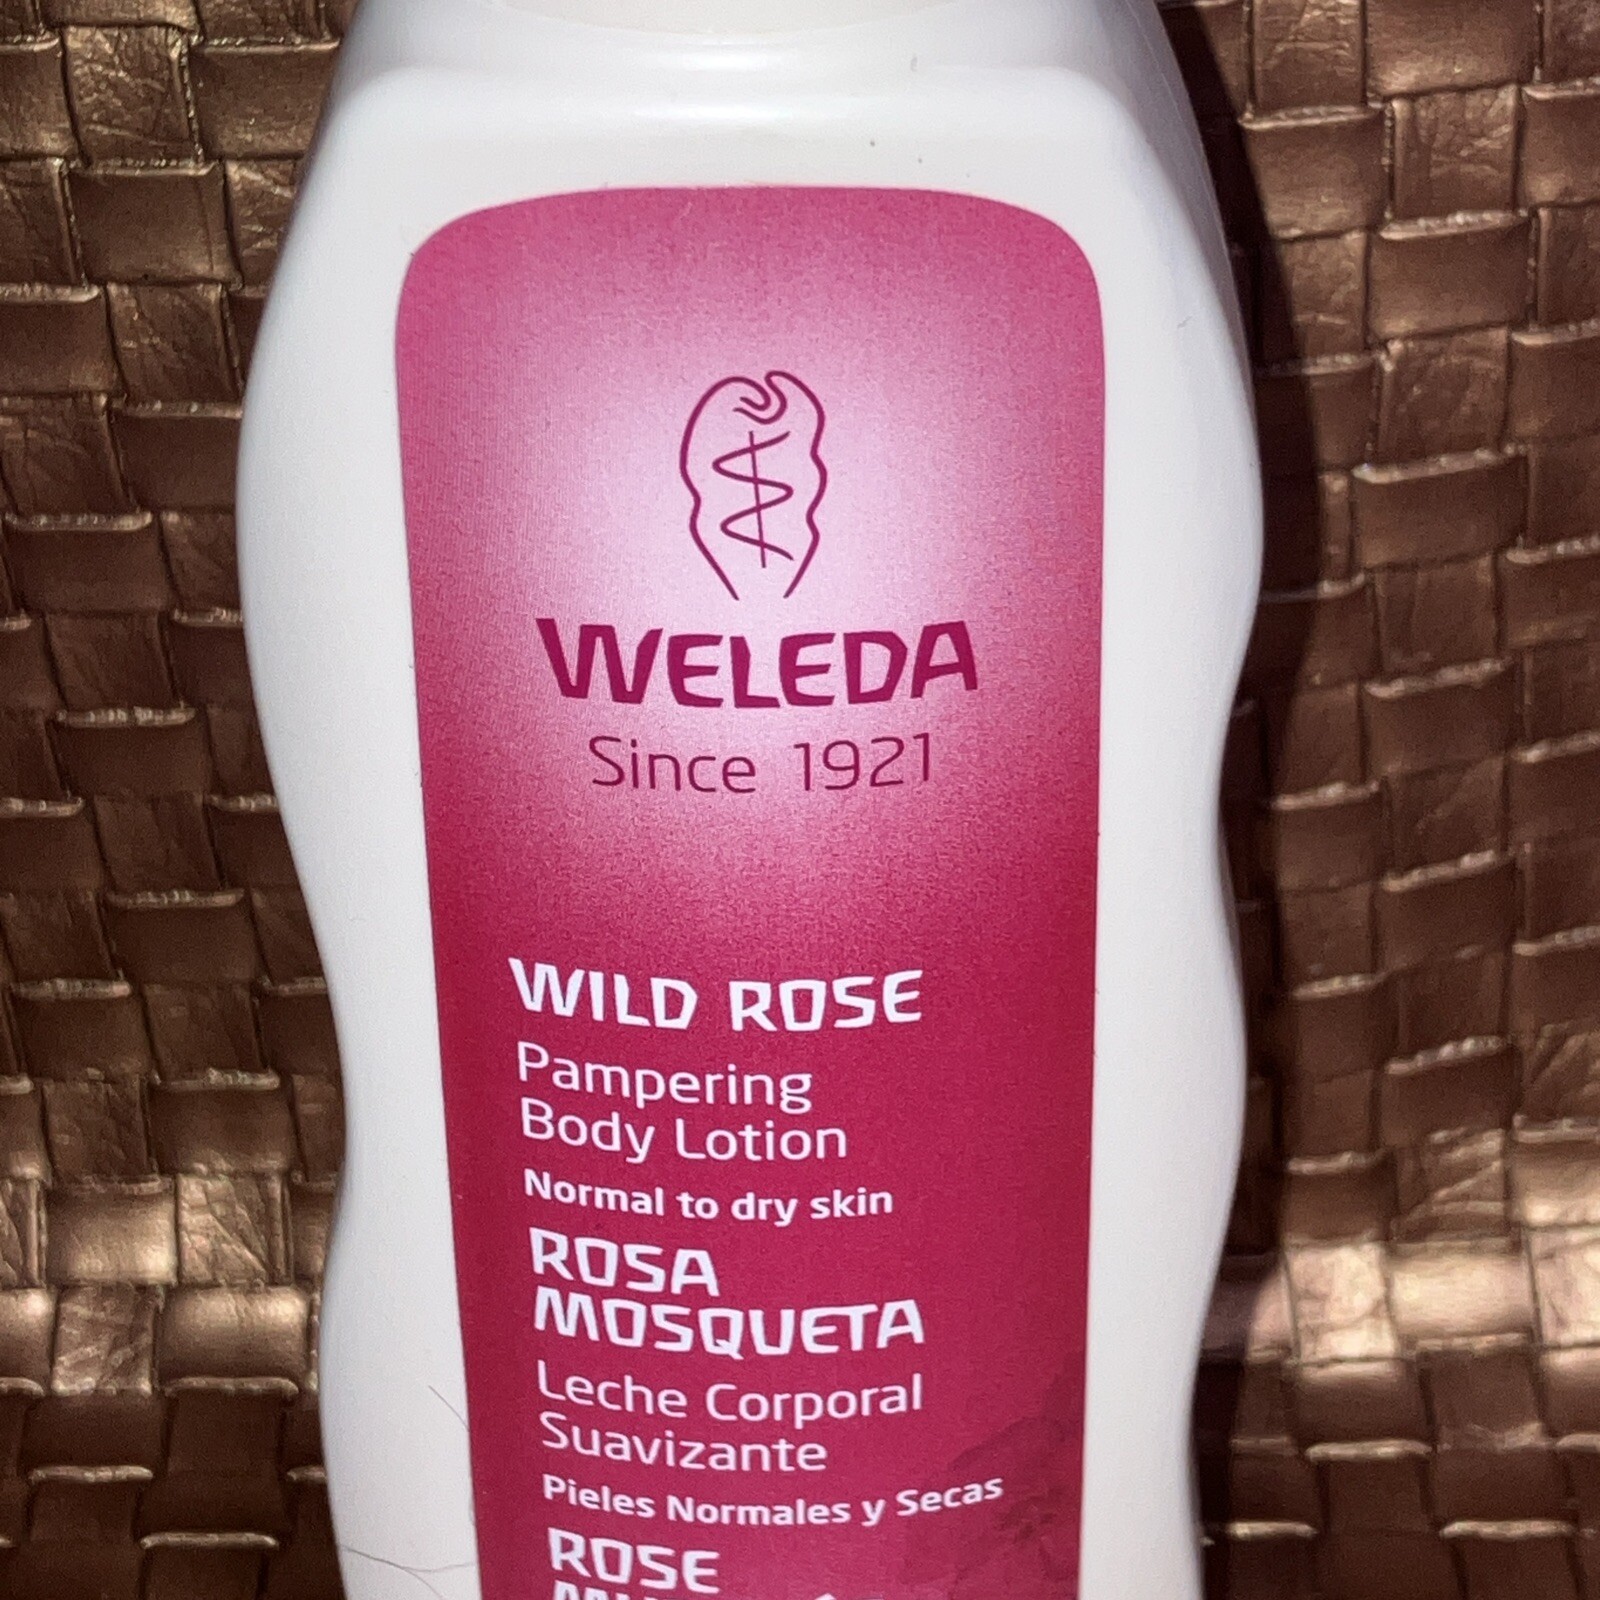 WELEDA
Since 1921
WILD ROSE
Pampering
Body Lotion
Normal to dry skin
ROSA
MOSQUETA
Leche Corporal
Suavizante
Pieles Normales y Secas
ROSE